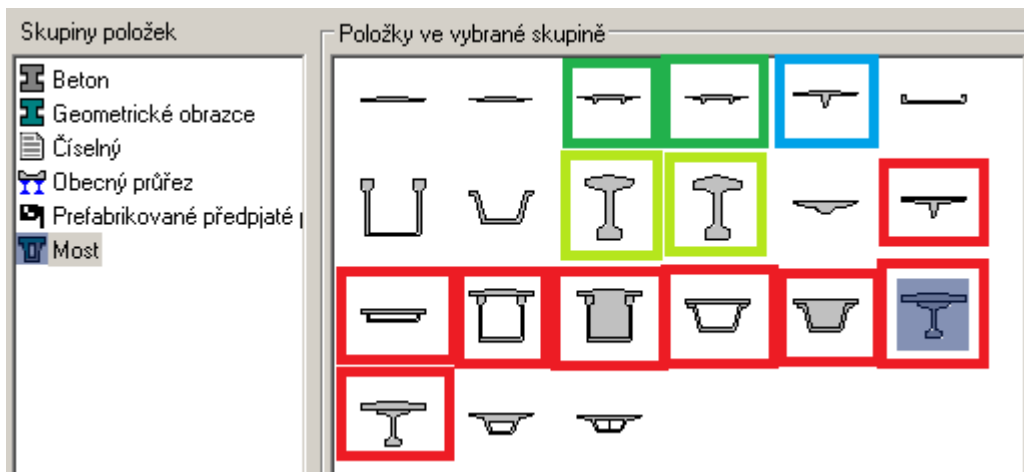 Skupiny položek
Položky ve vybrané skupině
Beton
Geometrické obrazce
Číselný
Obecný průřez
Prefabrikované předpjaté
Most